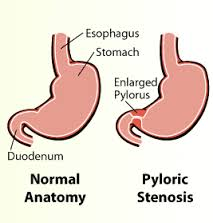 Esophagus
Stomach
Enlarged
Pylorus
Duodenum
Normal
Anatomy
Pyloric
Stenosis